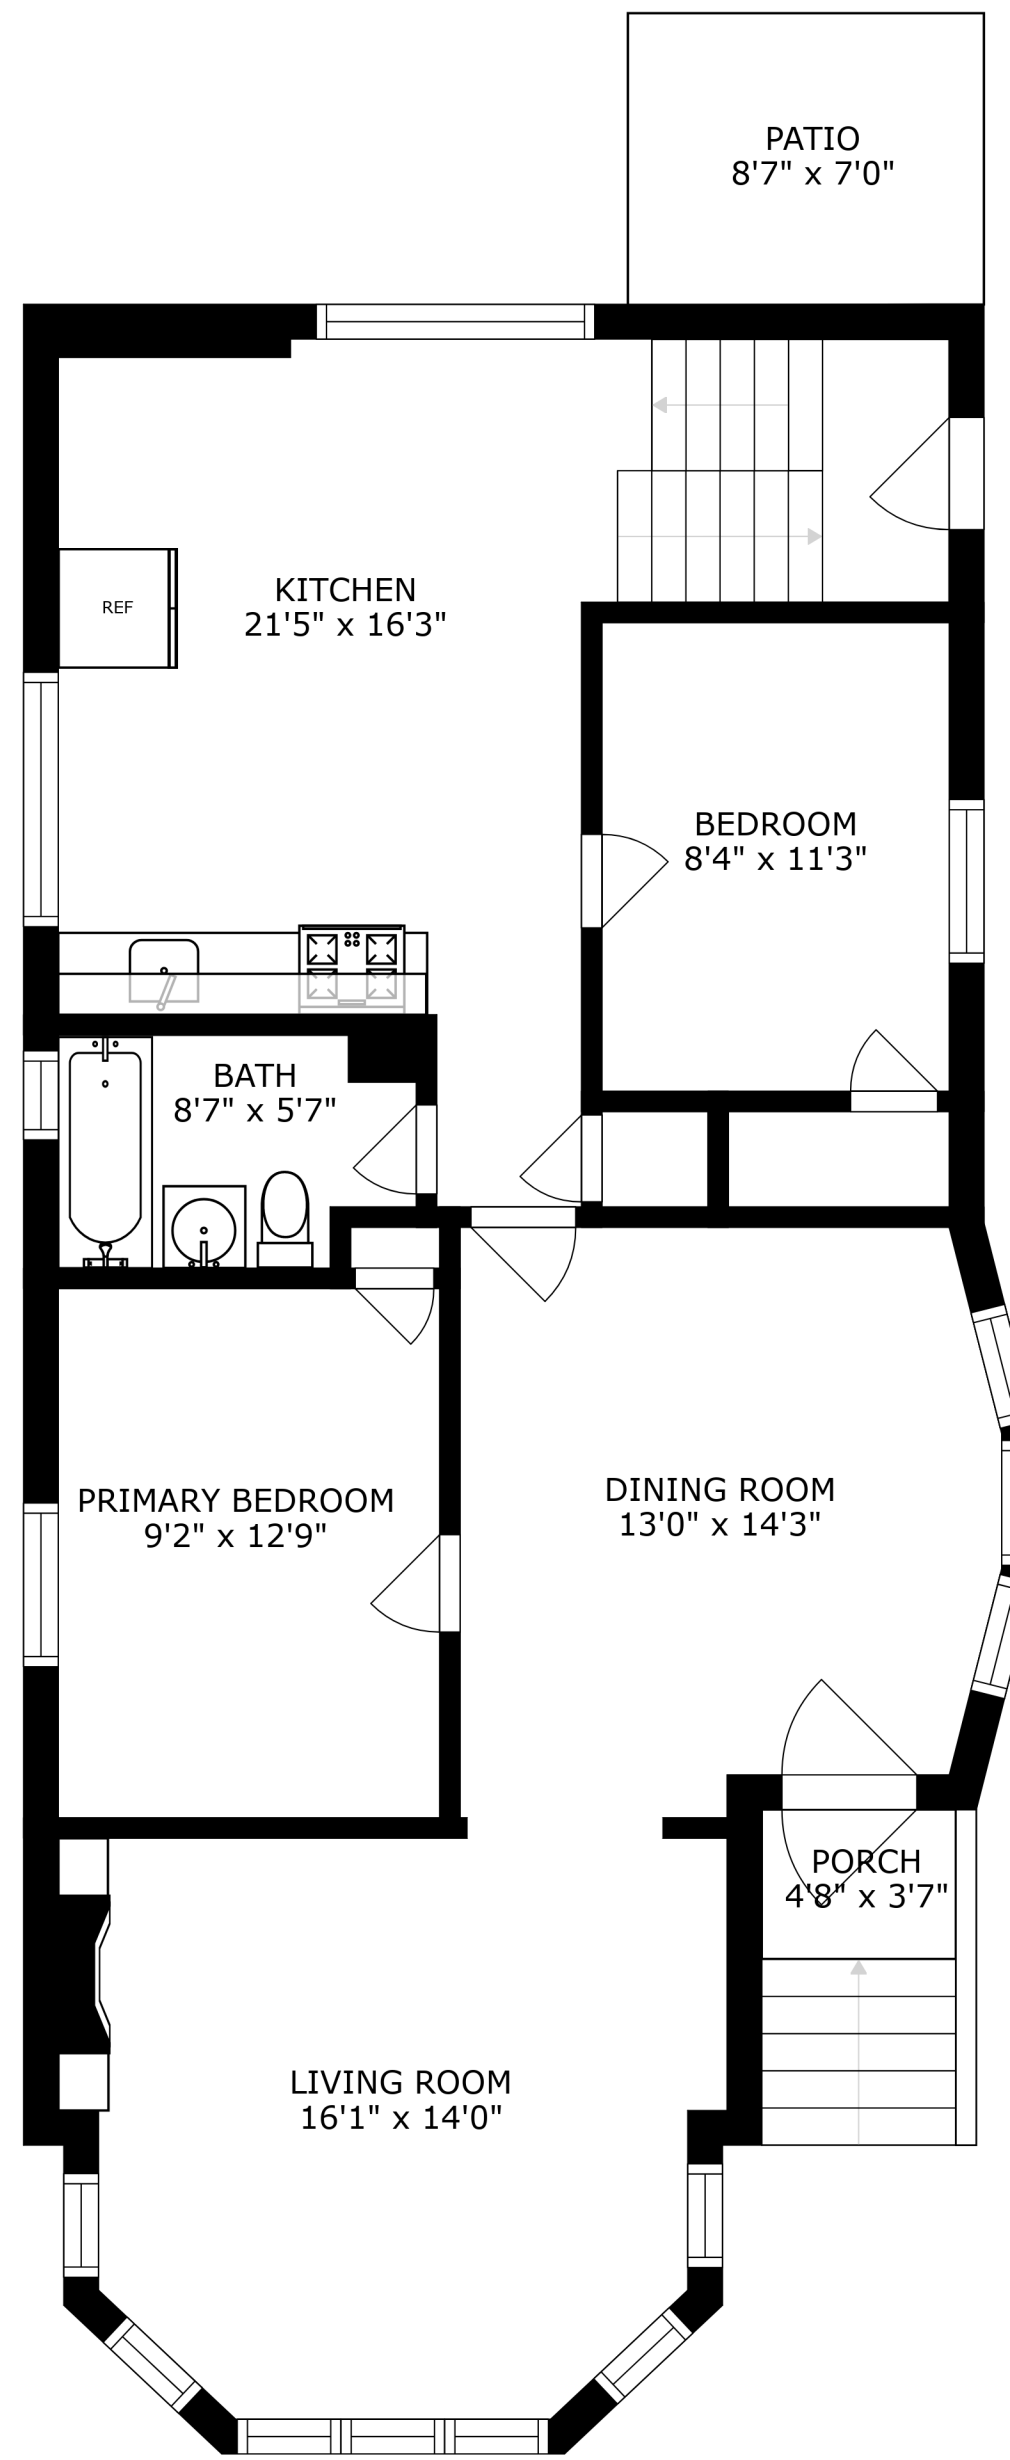 PATIO
8'7" x 7'0"
REF
KITCHEN
21'5" x 16'3"
BEDROOM
8'4" x 11'3"
BATH
8'7" x 5'7"
PRIMARY BEDROOM
9'2" x 12'9"
DINING ROOM
13'0" x 14'3"
PORCH
4'8" x 3'7"
LIVING ROOM
16'1" x 14'0"